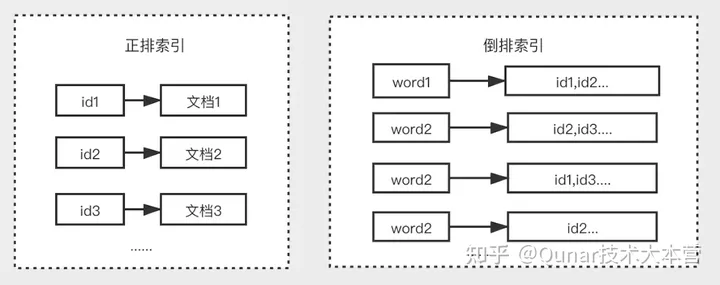 正排索引
id1 文档1
id2 文档2
id3 文档3
......
倒排索引
word1 id1,id2...
word2 id2,id3....
word2 id1,id3....
word2 id2...
知乎 @Qunar技术大本营